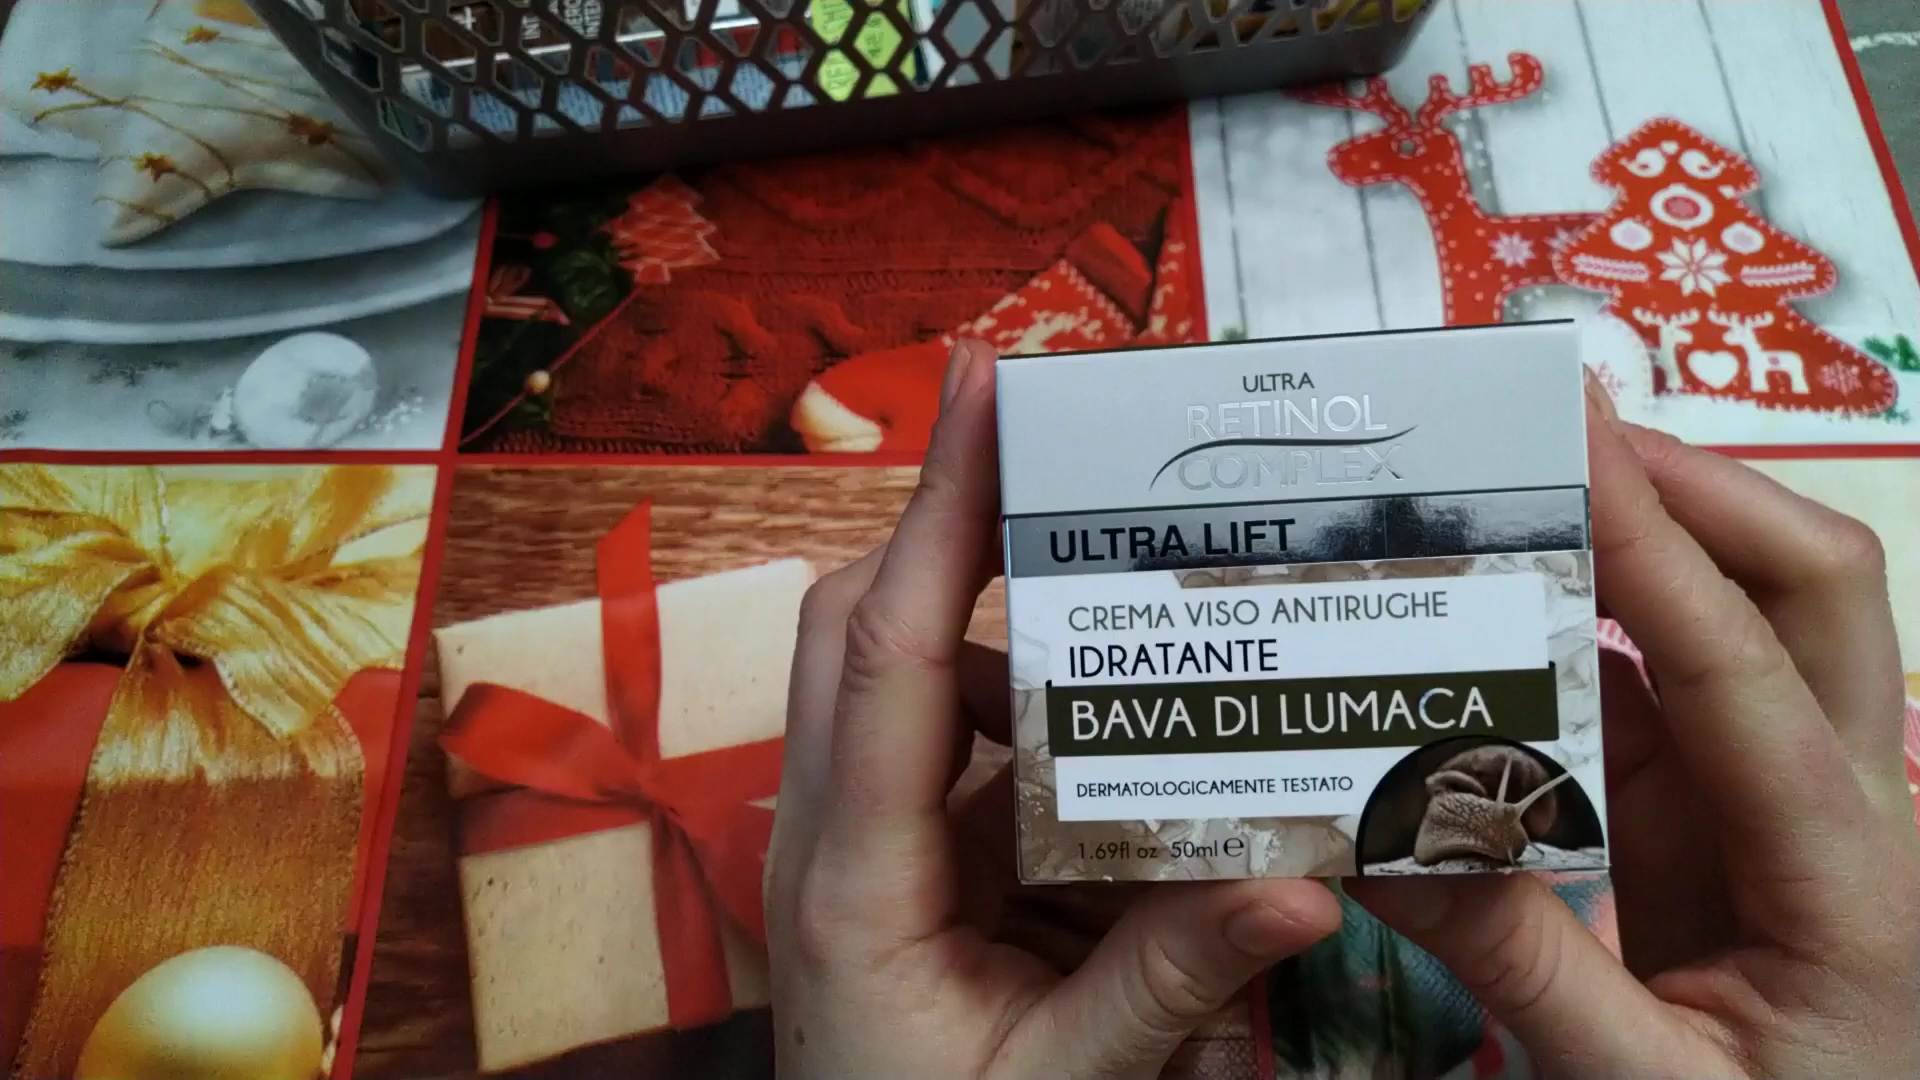 ULTRA
RETINOL
COMPLEX
ULTRA LIFT
CREMA VISO ANTIRUGHE
IDRATANTE
BAVA DI LUMACA
DERMATOLOGICAMENTE TESTATO
1.69fl oz 50ml ℮